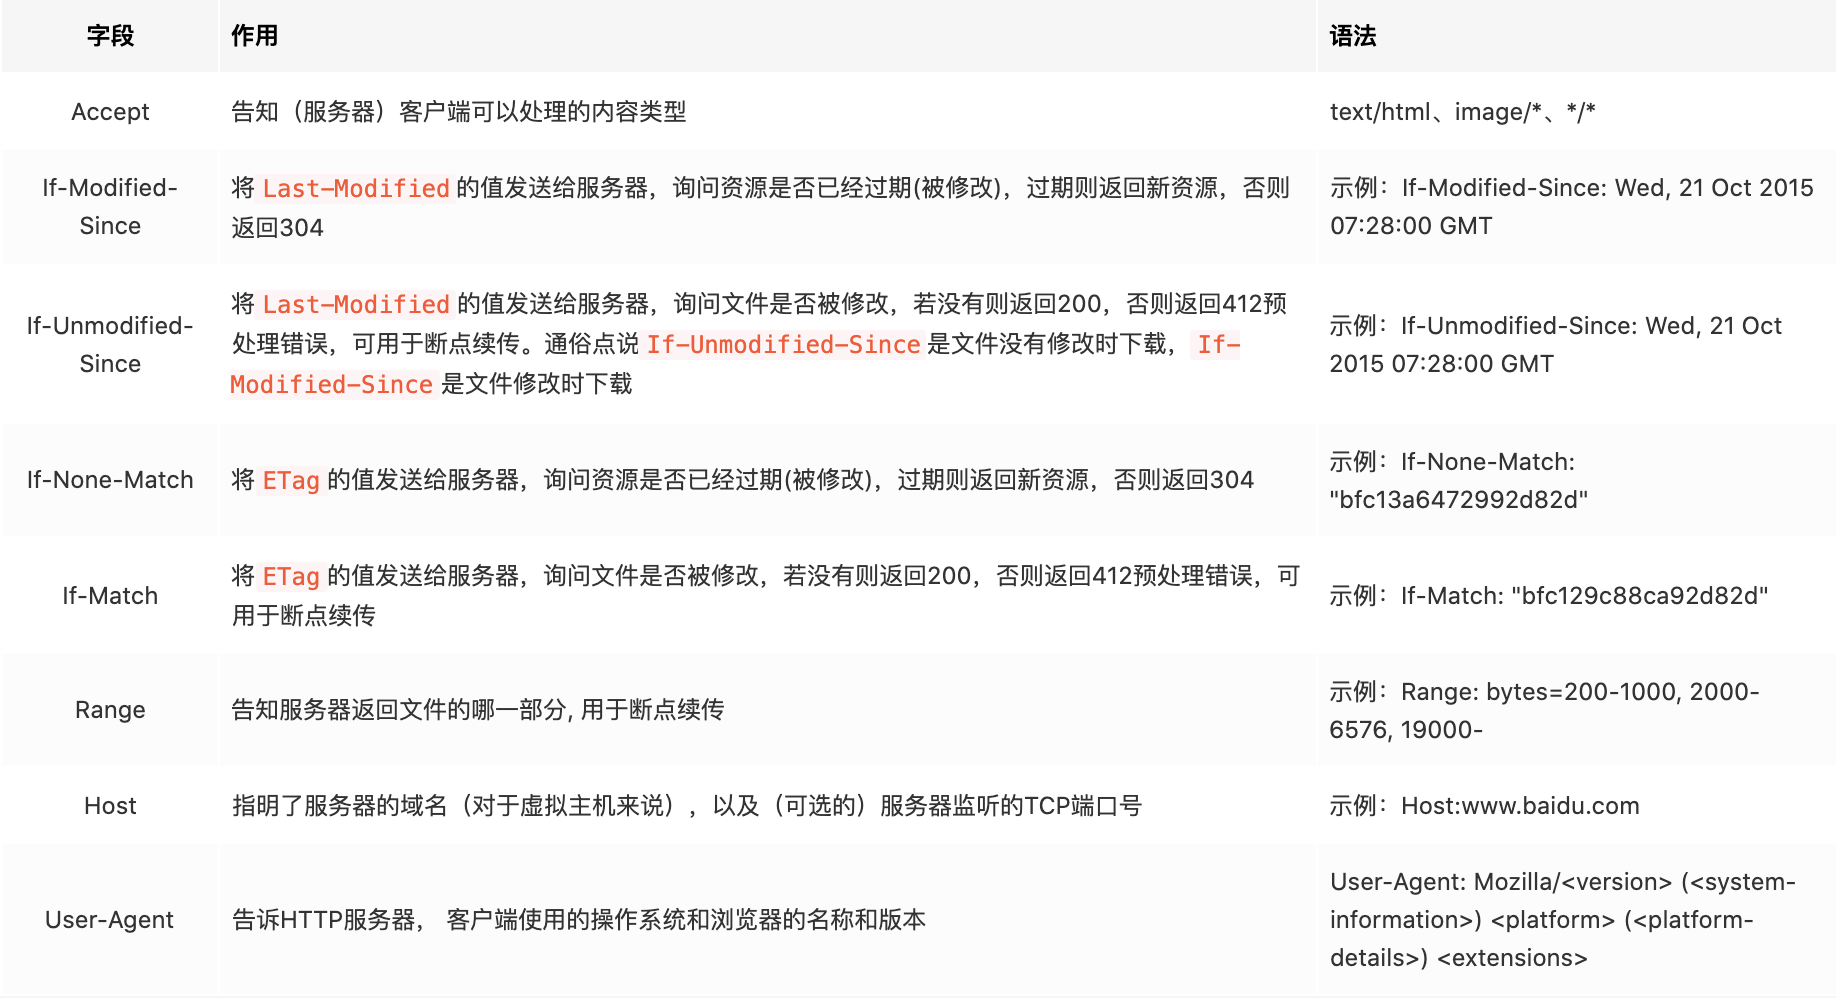 字段
作用
语法
Accept
告知（服务器）客户端可以处理的内容类型
text/html、image/*、*/*
If-Modified-
Since
将 Last-Modified 的值发送给服务器，询问资源是否已经过期(被修改)，过期则返回新资源，否则
返回304
示例：If-Modified-Since: Wed, 21 Oct 2015
07:28:00 GMT
If-Unmodified-
Since
将 Last-Modified 的值发送给服务器，询问文件是否被修改，若没有则返回200，否则返回412预
处理错误，可用于断点续传。通俗点说 If-Unmodified-Since 是文件没有修改时下载， If-
Modified-Since 是文件修改时下载
示例：If-Unmodified-Since: Wed, 21 Oct
2015 07:28:00 GMT
If-None-Match
将 ETag 的值发送给服务器，询问资源是否已经过期(被修改)，过期则返回新资源，否则返回304
示例：If-None-Match:
"bfc13a6472992d82d"
If-Match
将 ETag 的值发送给服务器，询问文件是否被修改，若没有则返回200，否则返回412预处理错误，可
用于断点续传
示例：If-Match: "bfc129c88ca92d82d"
Range
告知服务器返回文件的哪一部分, 用于断点续传
示例：Range: bytes=200-1000, 2000-
6576, 19000-
Host
指明了服务器的域名（对于虚拟主机来说），以及（可选的）服务器监听的TCP端口号
示例：Host:www.baidu.com
User-Agent
告诉HTTP服务器， 客户端使用的操作系统和浏览器的名称和版本
User-Agent: Mozilla/<version> (<system-
information>) <platform> (<platform-
details>) <extensions>